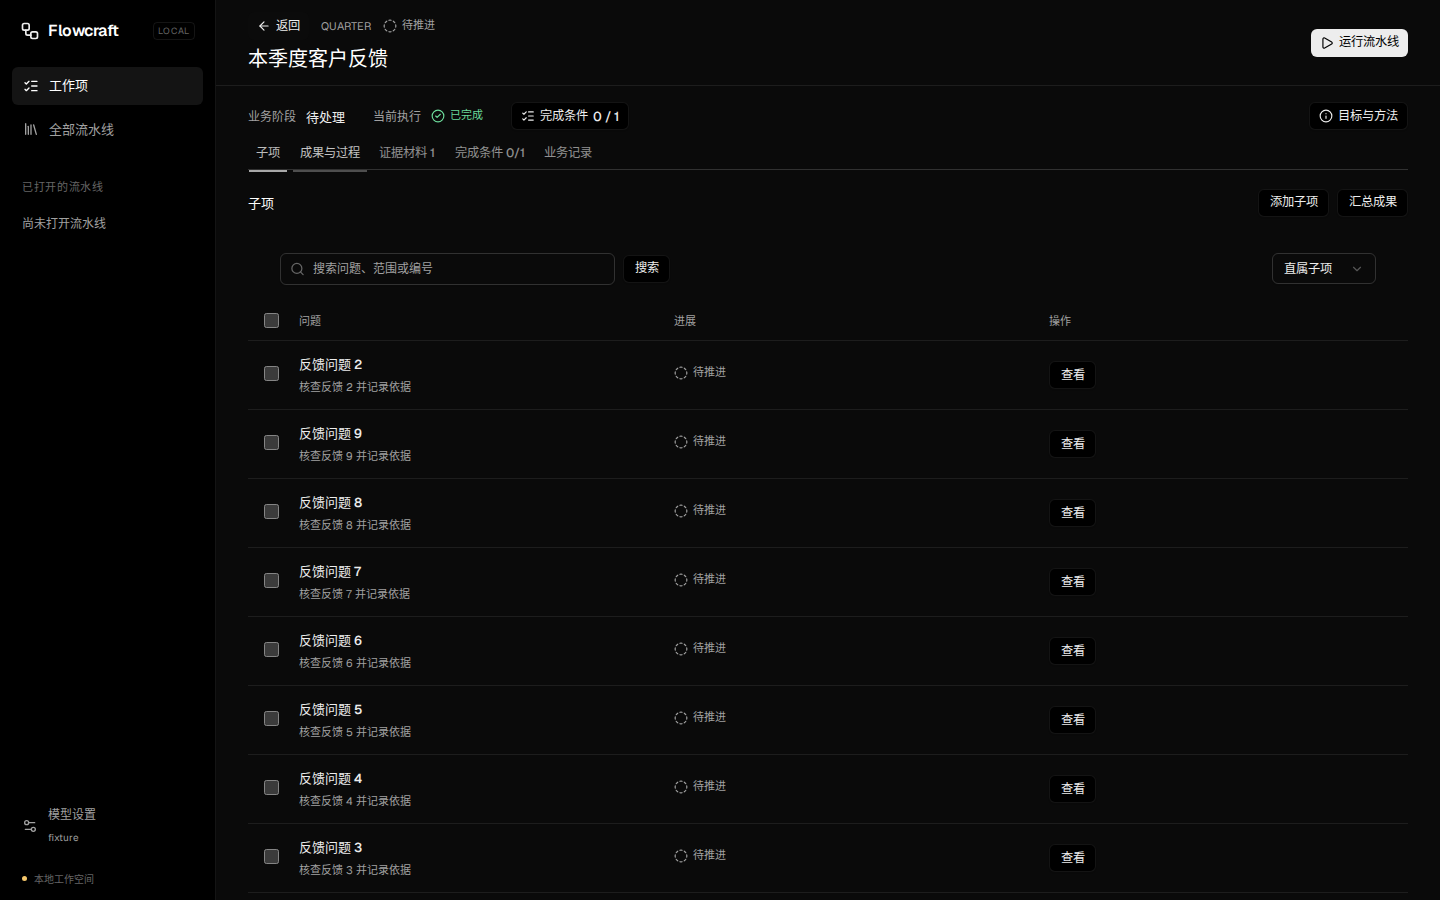 Flowcraft LOCAL
工作项
全部流水线
已打开的流水线
尚未打开流水线
模型设置
fixture
本地工作空间
返回 QUARTER 待推进
本季度客户反馈
运行流水线
业务阶段 待处理 当前执行 已完成 完成条件 0 / 1 目标与方法
子项 成果与过程 证据材料 1 完成条件 0/1 业务记录
子项 添加子项 汇总成果
搜索问题、范围或编号 搜索 直属子项
问题 进展 操作
反馈问题 2
核查反馈 2 并记录依据
待推进 查看
反馈问题 9
核查反馈 9 并记录依据
待推进 查看
反馈问题 8
核查反馈 8 并记录依据
待推进 查看
反馈问题 7
核查反馈 7 并记录依据
待推进 查看
反馈问题 6
核查反馈 6 并记录依据
待推进 查看
反馈问题 5
核查反馈 5 并记录依据
待推进 查看
反馈问题 4
核查反馈 4 并记录依据
待推进 查看
反馈问题 3
核查反馈 3 并记录依据
待推进 查看